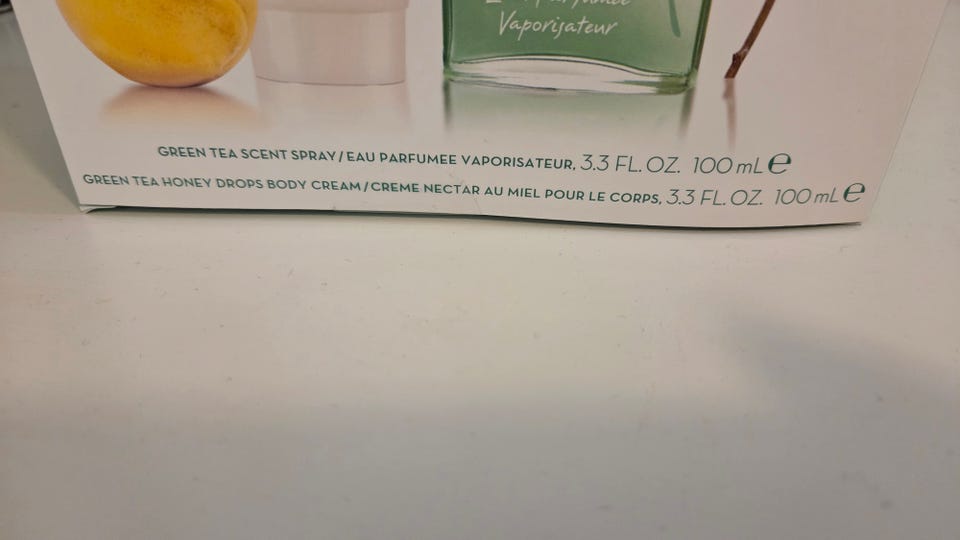 Vaporisateur
GREEN TEA SCENT SPRAY/EAU PARFUMEE VAPORISATEUR, 3.3 FL. OZ. 100 mL ℮
GREEN TEA HONEY DROPS BODY CREAM/CREME NECTAR AU MIEL POUR LE CORPS, 3.3 FL. OZ. 100 mL ℮